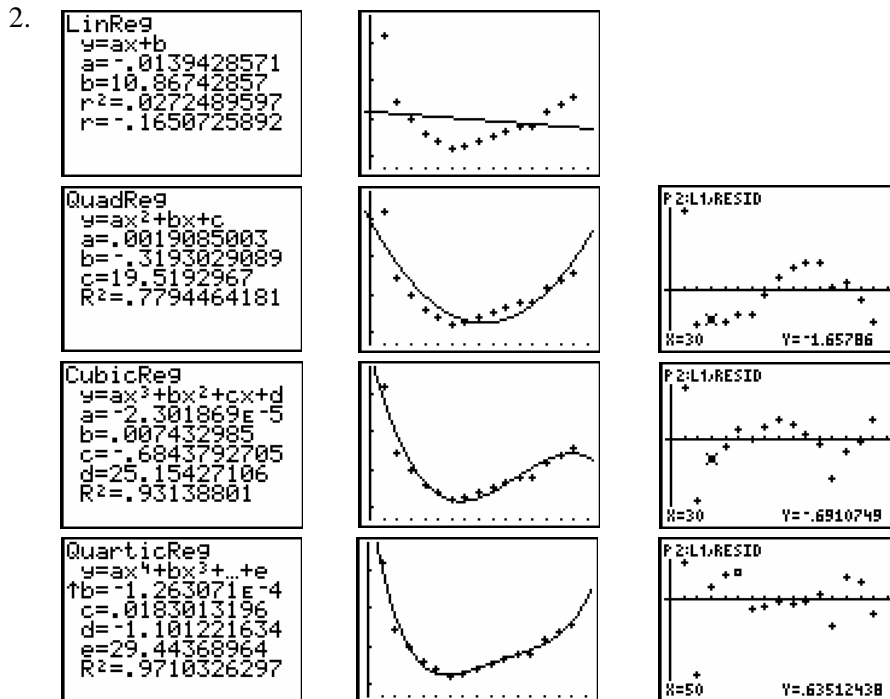 2.
LinReg
y=ax+b
a=-.0139428571
b=10.86742857
r²=.0272489597
r=-.1650725892
QuadReg
y=ax²+bx+c
a=.0019085003
b=-.3193029089
c=19.5192967
R²=.7794464181
P2:L1,RESID
X=30 Y=-1.65786
CubicReg
y=ax³+bx²+cx+d
a=-2.301869E-5
b=.007432985
c=-.6843792705
d=25.15427106
R²=.93138801
P2:L1,RESID
X=30 Y=-.6910749
QuarticReg
y=ax⁴+bx³+…+e
↑b=-1.263071E-4
c=.0183013196
d=-1.101221634
e=29.44368964
R²=.9710326297
P2:L1,RESID
X=50 Y=.63512438